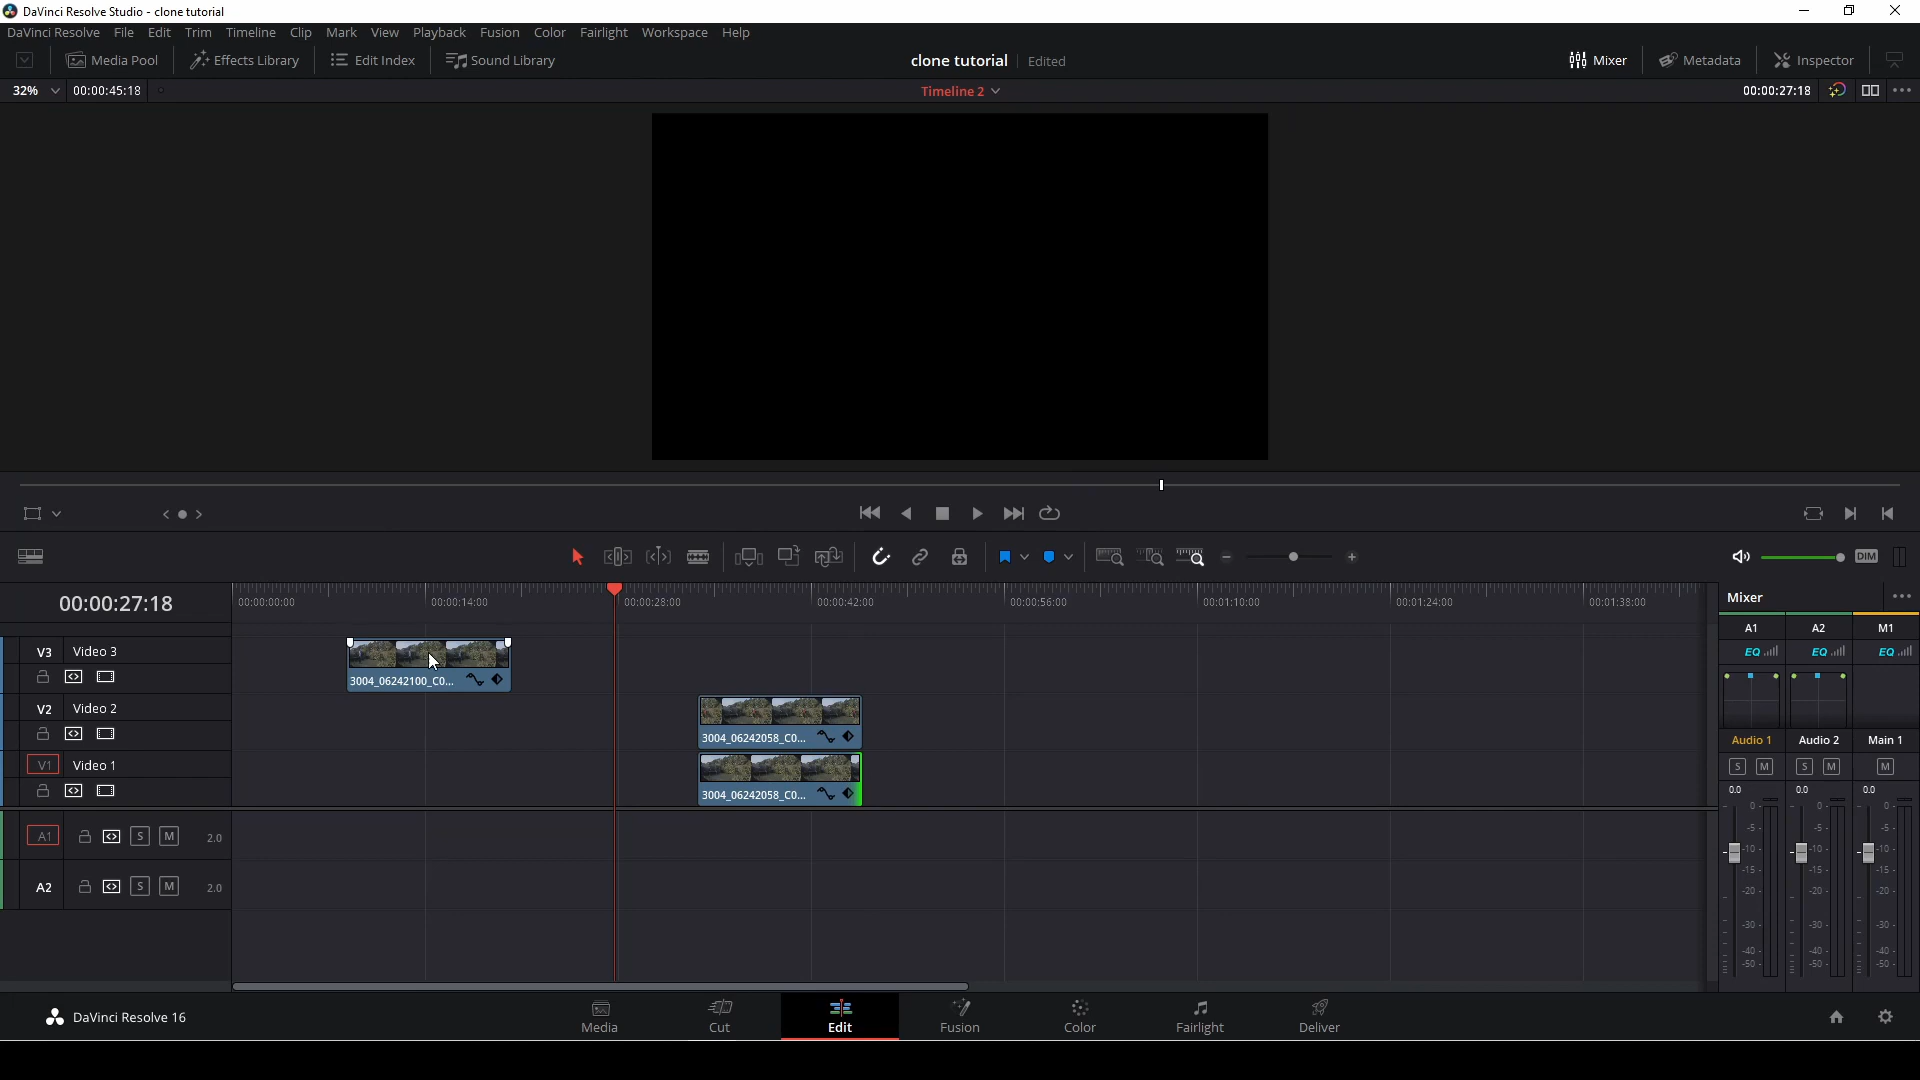 DaVinci Resolve Studio - clone tutorial
DaVinci Resolve File Edit Trim Timeline Clip Mark View Playback Fusion Color Fairlight Workspace Help
Media Pool Effects Library Edit Index Sound Library clone tutorial Edited Mixer Metadata Inspector
32% 00:00:45:18 Timeline 2 00:00:27:18
DIM
00:00:27:18 00:00:00:00 00:00:14:00 00:00:28:00 00:00:42:00 00:00:56:00 00:01:10:00 00:01:24:00 00:01:38:00 Mixer
A1 A2 M1
EQ EQ EQ
V3 Video 3
3004_06242100_C0...
V2 Video 2
3004_06242058_C0...
V1 Video 1
3004_06242058_C0...
Audio 1 Audio 2 Main 1
S M S M M
0.0 0.0 0.0
A1 S M 2.0
A2 S M 2.0
0- 0- 0-
-5- -5- -5-
-10- -10- -10-
-15- -15- -15-
-20- -20- -20-
-30- -30- -30-
-40- -40- -40-
-50- -50- -50-
DaVinci Resolve 16 Media Cut Edit Fusion Color Fairlight Deliver